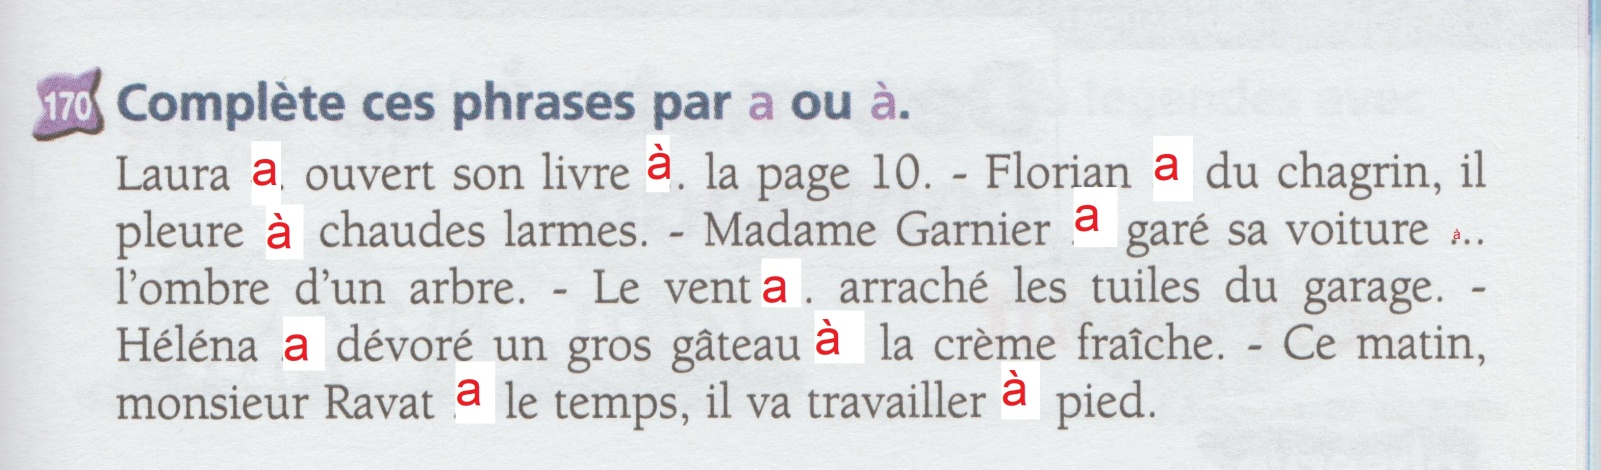 170 Complète ces phrases par a ou à.
Laura a. ouvert son livre à. la page 10. - Florian a du chagrin, il
pleure à chaudes larmes. - Madame Garnier a garé sa voiture à..
l'ombre d'un arbre. - Le vent a. arraché les tuiles du garage. -
Héléna a dévoré un gros gâteau à la crème fraîche. - Ce matin,
monsieur Ravat a le temps, il va travailler à pied.